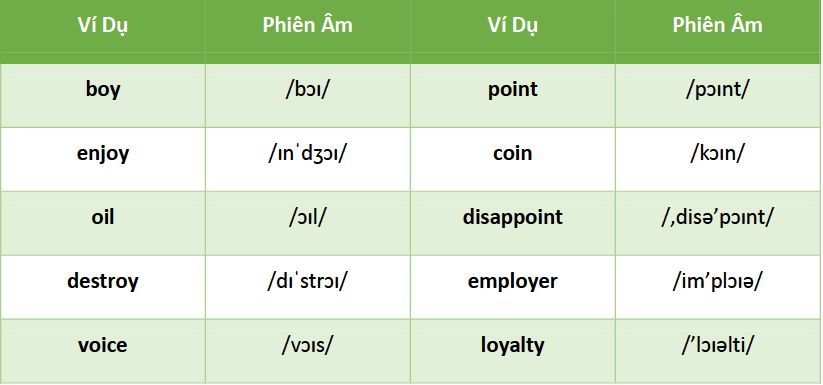 Ví Dụ Phiên Âm Ví Dụ Phiên Âm
boy /bɔɪ/ point /pɔɪnt/
enjoy /ɪnˈdʒɔɪ/ coin /kɔɪn/
oil /ɔɪl/ disappoint /,disə’pɔɪnt/
destroy /dɪˈstrɔɪ/ employer /im’plɔɪə/
voice /vɔɪs/ loyalty /’lɔɪəlti/